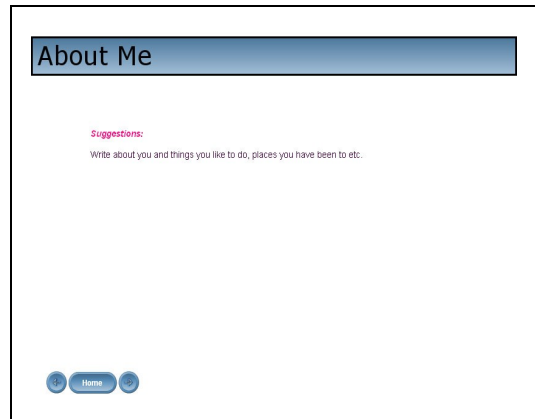 About Me
Suggestions:
Write about you and things you like to do, places you have been to etc.
Home